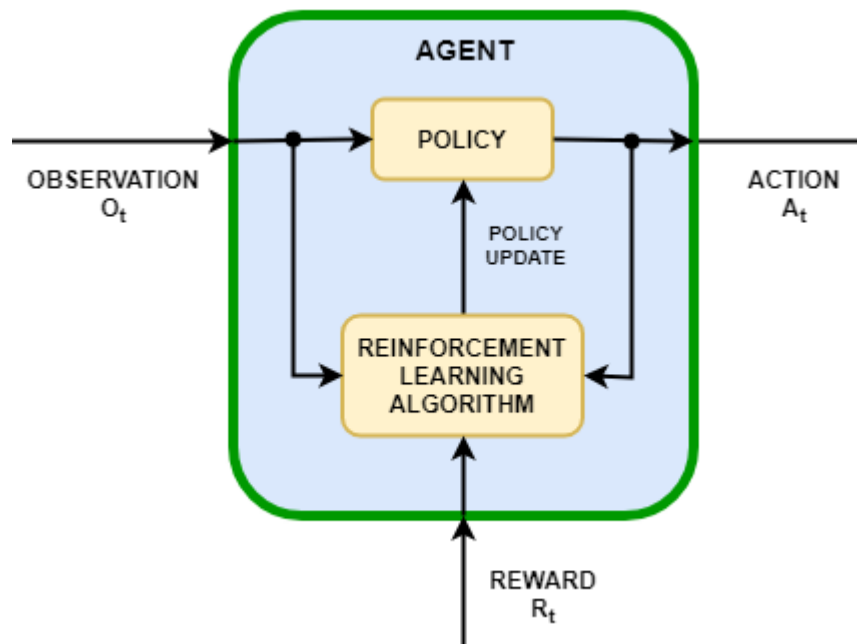 AGENT
POLICY
OBSERVATION
Oₜ
ACTION
Aₜ
POLICY
UPDATE
REINFORCEMENT
LEARNING
ALGORITHM
REWARD
Rₜ